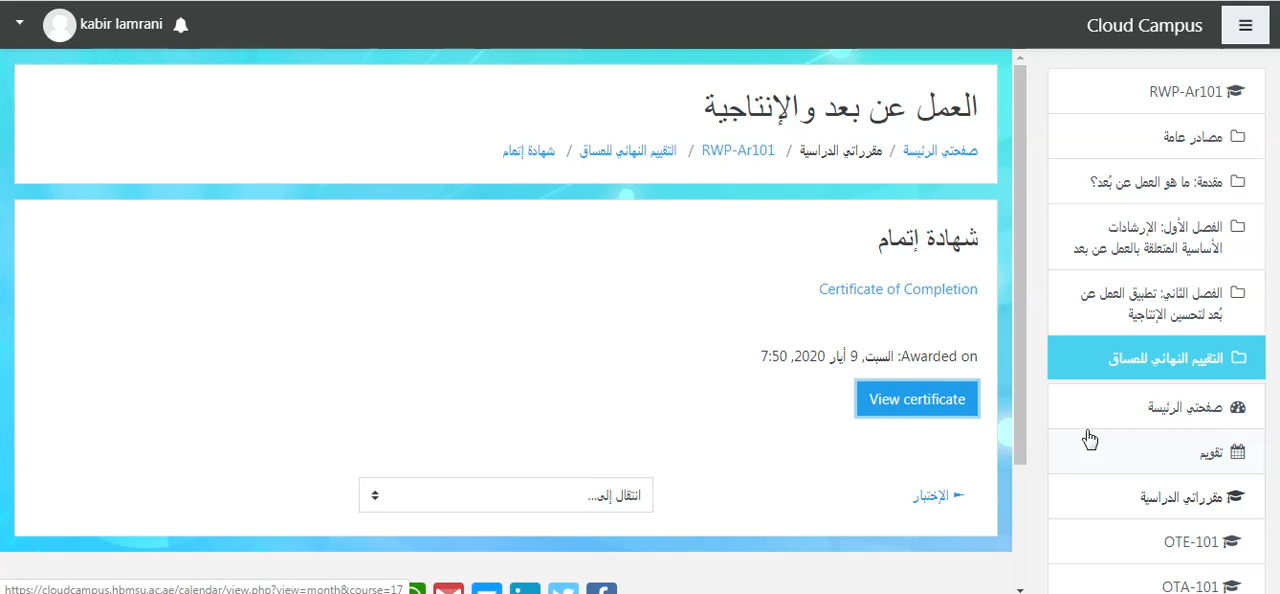 kabir lamrani
Cloud Campus
العمل عن بعد والإنتاجية
صفحتي الرئيسة / مقرراتي الدراسية / RWP-Ar101 / التقييم النهائي للمساق / شهادة إتمام
شهادة إتمام
Certificate of Completion
Awarded on: السبت, 9 أيار 2020, 7:50
View certificate
الإختبار
انتقال إلى...
RWP-Ar101
مصادر عامة
مقدمة: ما هو العمل عن بُعد؟
الفصل الأول: الإرشادات
الأساسية المتعلقة بالعمل عن بعد
الفصل الثاني: تطبيق العمل عن
بُعد لتحسين الإنتاجية
التقييم النهائي للمساق
صفحتي الرئيسة
تقويم
مقرراتي الدراسية
OTE-101
OTA-101
https://cloudcampus.hbmsu.ac.ae/calendar/view.php?view=month&course=17